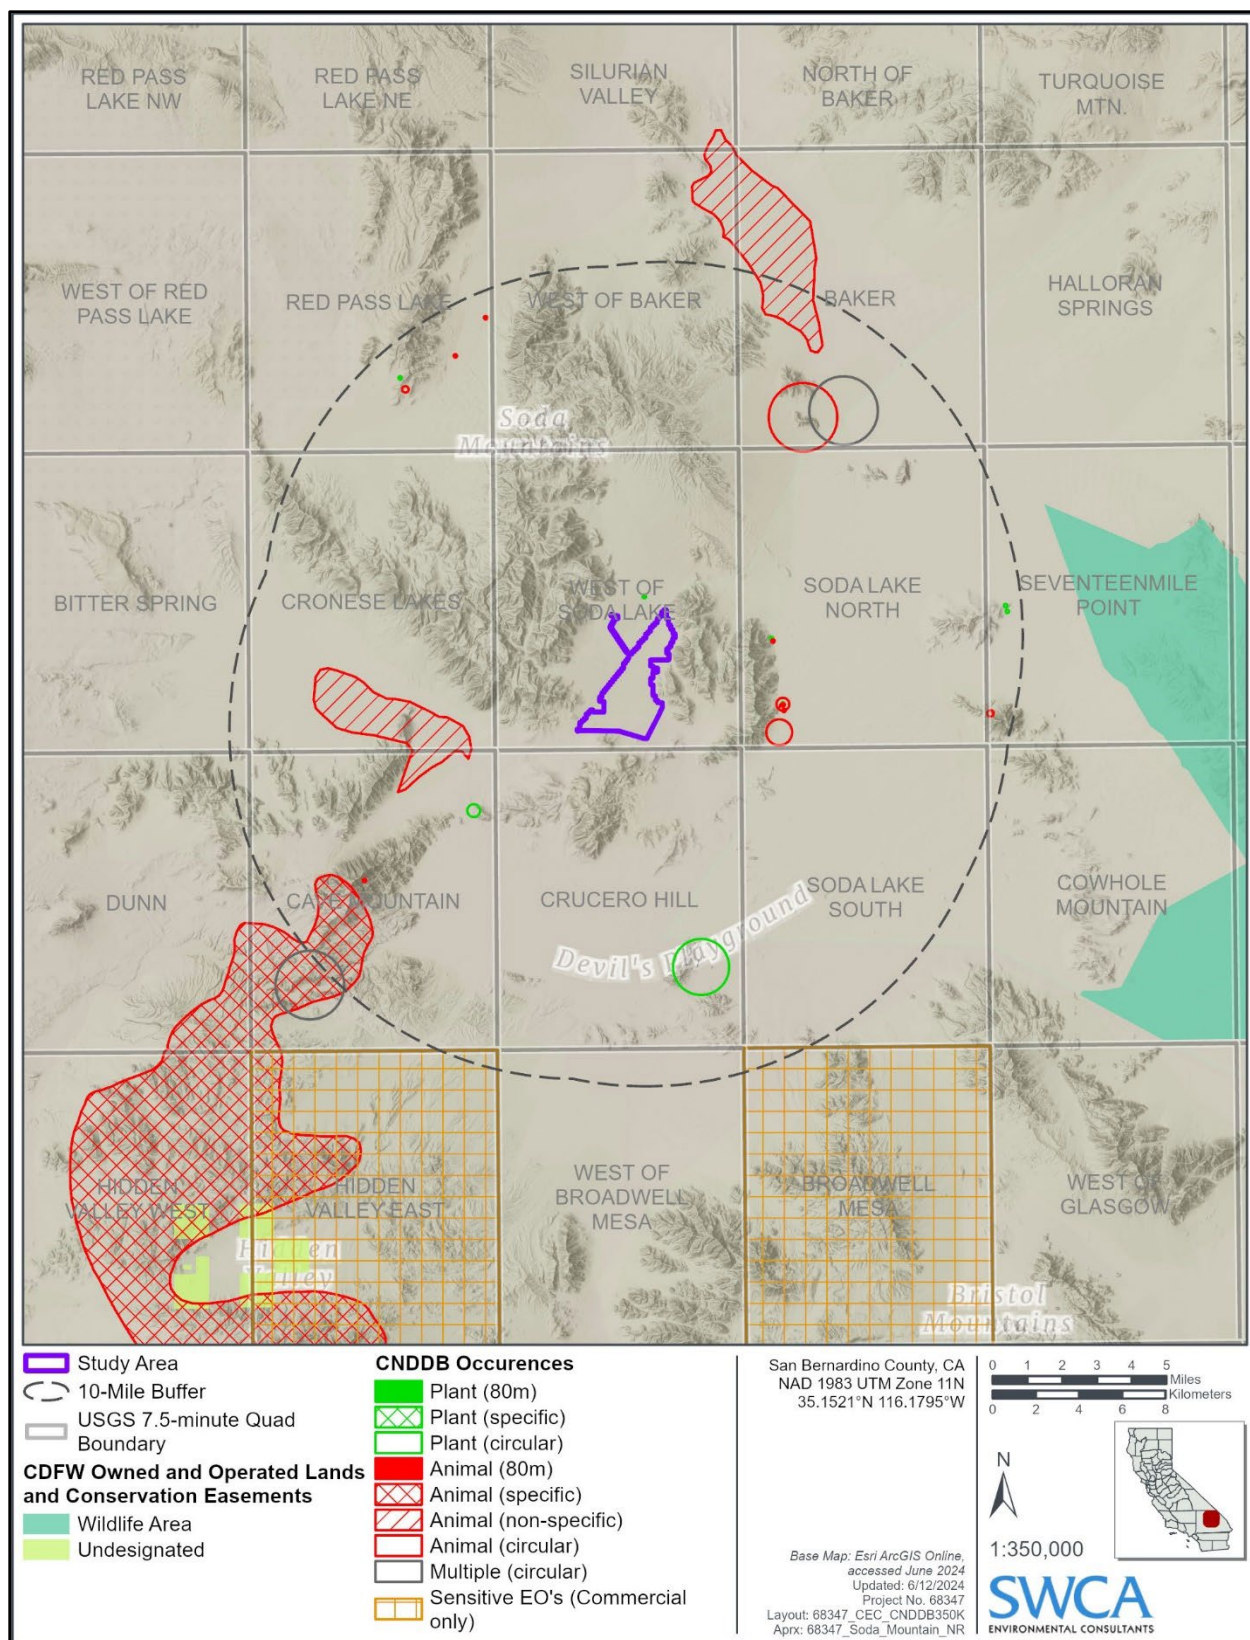 RED PASS
LAKE NW
RED PASS
LAKE NE
SILURIAN
VALLEY
NORTH OF
BAKER
TURQUOISE
MTN.
WEST OF RED
PASS LAKE
RED PASS LAKE
WEST OF BAKER
BAKER
HALLORAN
SPRINGS
Soda
Mountains
BITTER SPRING
CRONESE LAKES
WEST OF
SODA LAKE
SODA LAKE
NORTH
SEVENTEENMILE
POINT
DUNN
CAVE MOUNTAIN
CRUCERO HILL
SODA LAKE
SOUTH
COWHOLE
MOUNTAIN
Devil's Playground
HIDDEN
VALLEY WEST
HIDDEN
VALLEY EAST
WEST OF
BROADWELL
MESA
BROADWELL
MESA
WEST OF
GLASGOW
Hidden
Valley
Bristol
Mountains
Study Area
10-Mile Buffer
USGS 7.5-minute Quad
Boundary
CDFW Owned and Operated Lands
and Conservation Easements
Wildlife Area
Undesignated
CNDDB Occurences
Plant (80m)
Plant (specific)
Plant (circular)
Animal (80m)
Animal (specific)
Animal (non-specific)
Animal (circular)
Multiple (circular)
Sensitive EO's (Commercial
only)
San Bernardino County, CA
NAD 1983 UTM Zone 11N
35.1521°N 116.1795°W
Base Map: Esri ArcGIS Online,
accessed June 2024
Updated: 6/12/2024
Project No. 68347
Layout: 68347_CEC_CNDDB350K
Aprx: 68347_Soda_Mountain_NR
0 1 2 3 4 5
Miles
Kilometers
0 2 4 6 8
N
1:350,000
SWCA
ENVIRONMENTAL CONSULTANTS